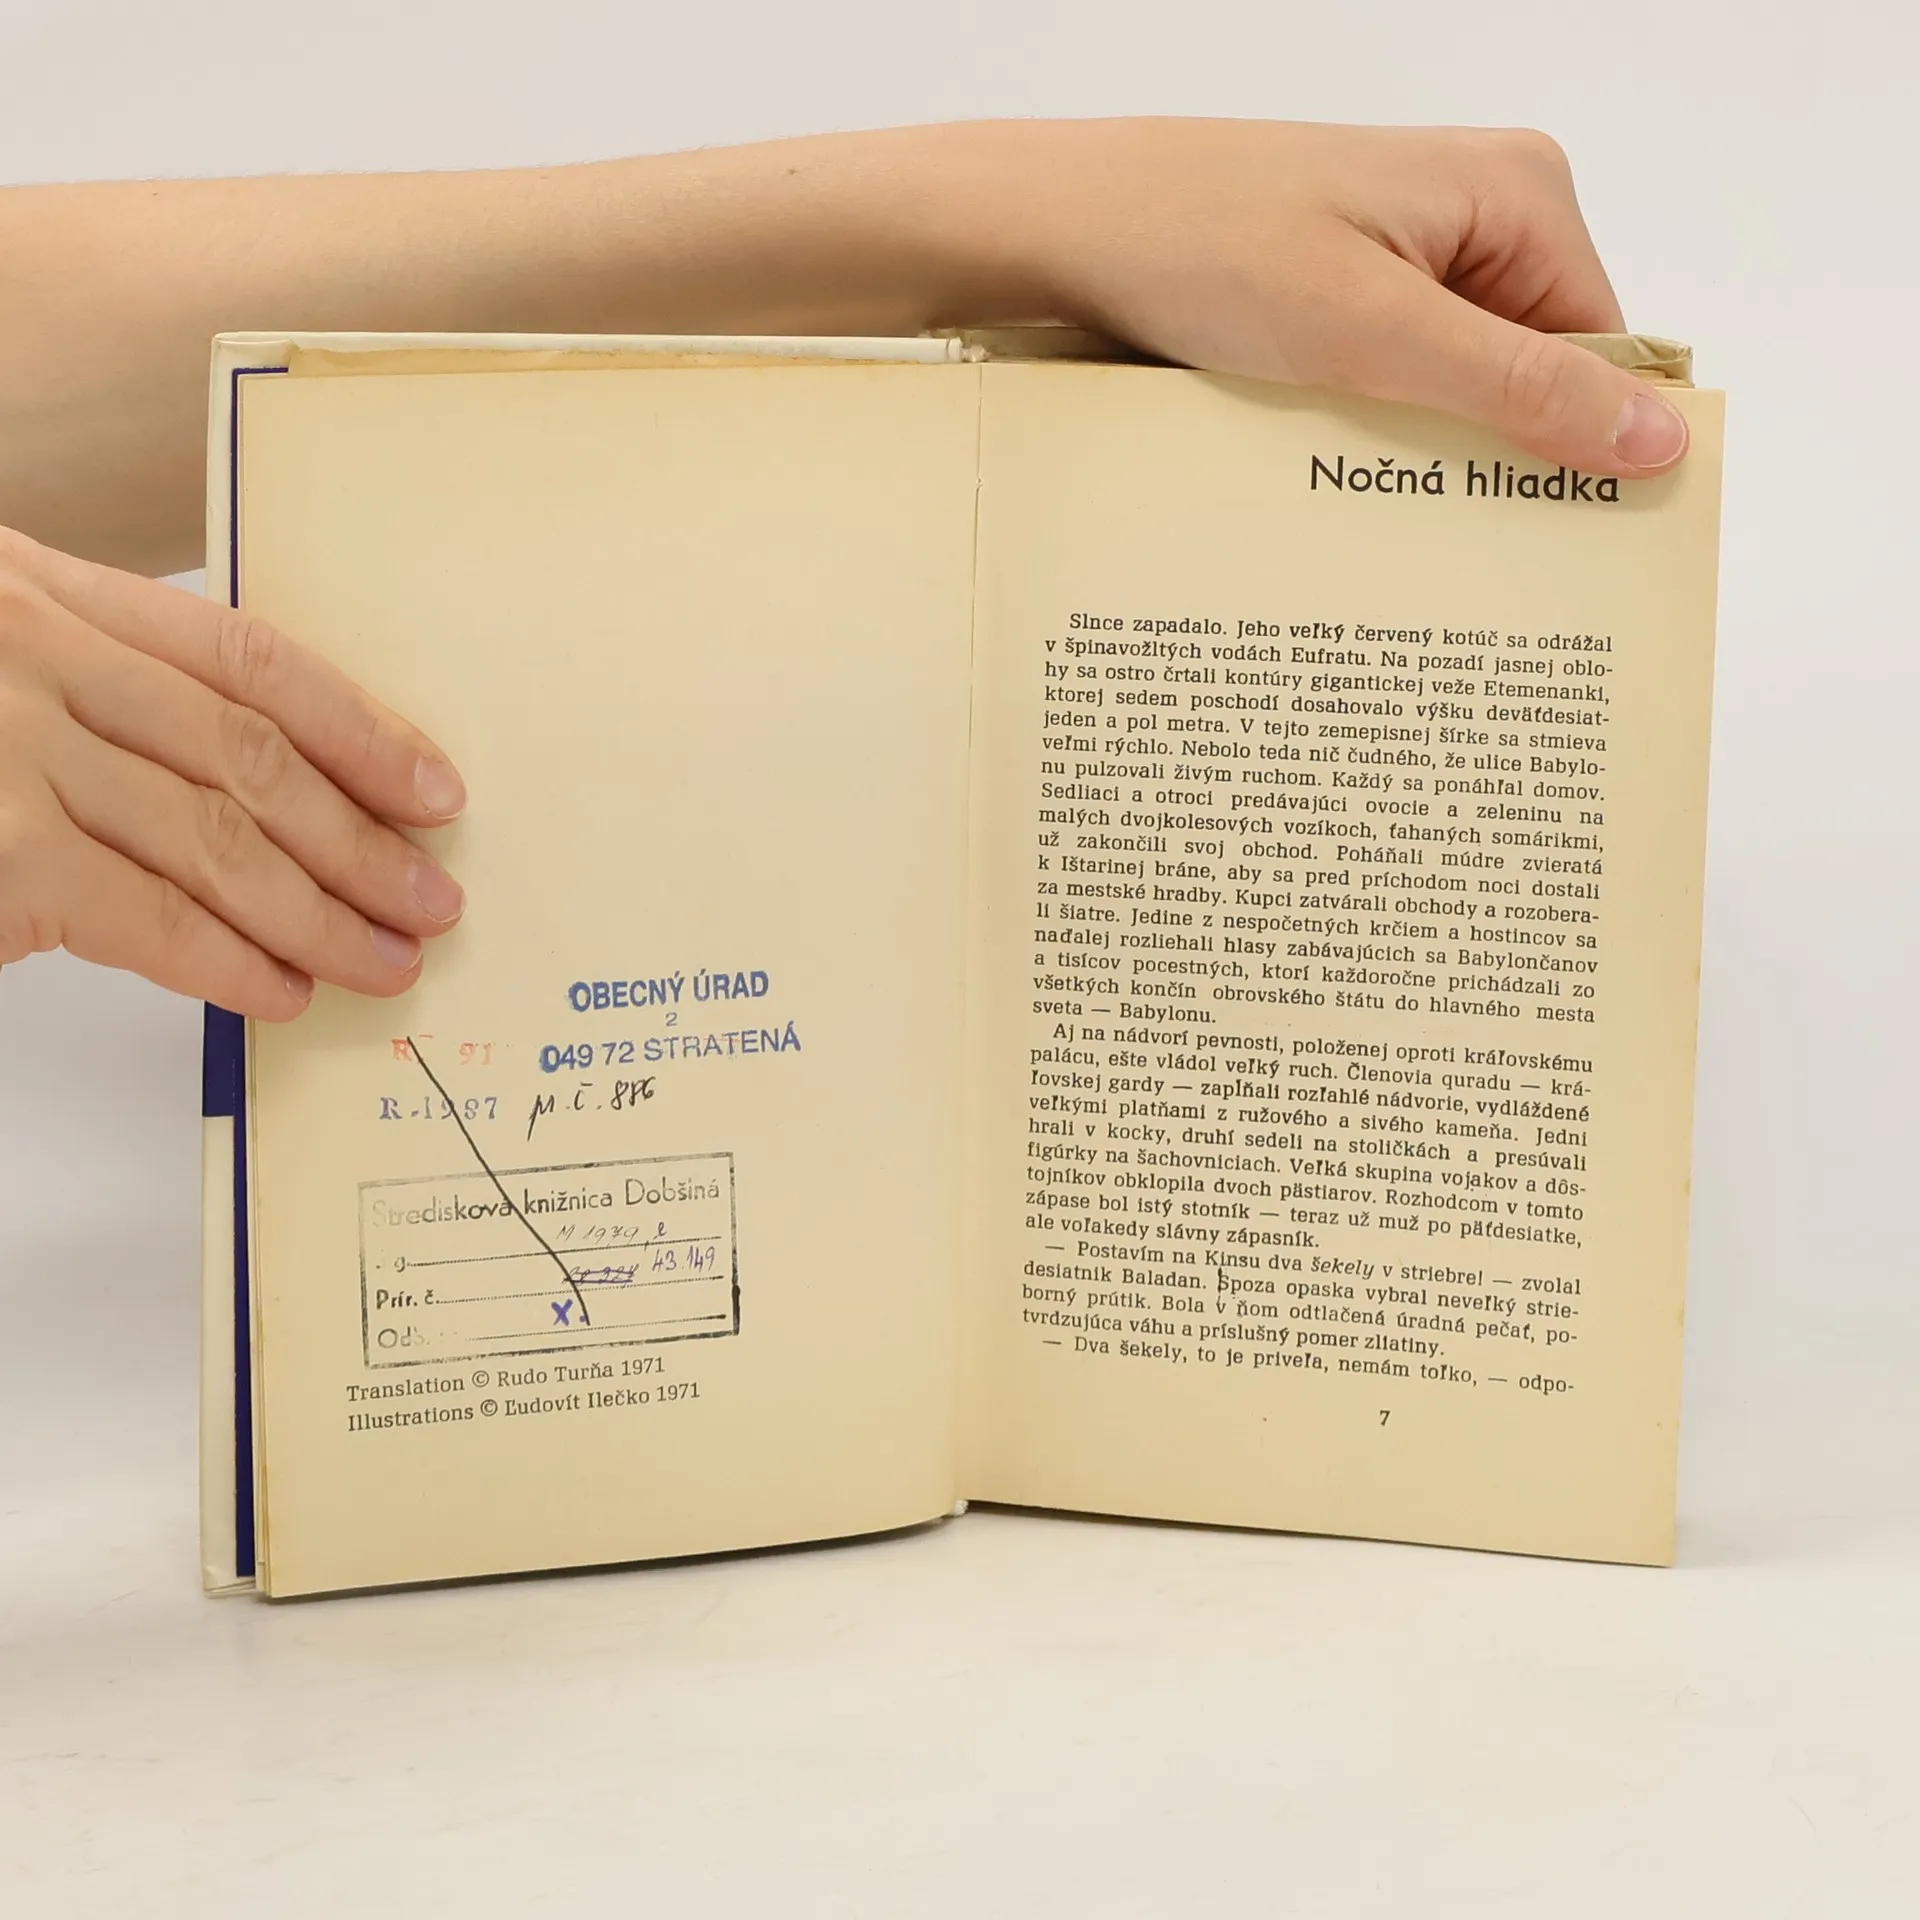 OBECNÝ ÚRAD
2
049 72 STRATENÁ
R 91
R.-1987
č. 886
Stredisková knižnica Dobšiná
M 1979
43.149
Prír. č.
X.
Translation © Rudo Turňa 1971
Illustrations © Ľudovít Ilečko 1971
Nočná hliadka
Slnce zapadalo. Jeho veľký červený kotúč sa odrážal
v špinavožltých vodách Eufratu. Na pozadí jasnej oblo-
hy sa ostro črtali kontúry gigantickej veže Etemenanki,
ktorej sedem poschodí dosahovalo výšku deväťdesiat-
jeden a pol metra. V tejto zemepisnej šírke sa stmieva
veľmi rýchlo. Nebolo teda nič čudného, že ulice Babylo-
nu pulzovali živým ruchom. Každý sa ponáhľal domov.
Sedliaci a otroci predávajúci ovocie a zeleninu na
malých dvojkolesových vozíkoch, ťahaných somárikmi,
už zakončili svoj obchod. Poháňali múdre zvieratá
k Ištarinej bráne, aby sa pred príchodom noci dostali
za mestské hradby. Kupci zatvárali obchody a rozobera-
li šiatre. Jedine z nespočetných krčiem a hostincov sa
naďalej rozliehali hlasy zabávajúcich sa Babylončanov
a tisícov pocestných, ktorí každoročne prichádzali zo
všetkých končín obrovského štátu do hlavného mesta
sveta — Babylonu.
Aj na nádvorí pevnosti, položenej oproti kráľovskému
palácu, ešte vládol veľký ruch. Členovia quradu — krá-
ľovskej gardy — zapĺňali rozľahlé nádvorie, vydláždené
veľkými platňami z ružového a sivého kameňa. Jedni
hrali v kocky, druhí sedeli na stoličkách a presúvali
figúrky na šachovniciach. Veľká skupina vojakov a dôs-
tojníkov obklopila dvoch pästiarov. Rozhodcom v tomto
zápase bol istý stotník — teraz už muž po päťdesiatke,
ale voľakedy slávny zápasník.
— Postavím na Kinsu dva šekely v striebre! — zvolal
desiatnik Baladan. Spoza opaska vybral neveľký strie-
borný prútik. Bola v ňom odtlačená úradná pečať, po-
tvrdzujúca váhu a príslušný pomer zliatiny.
— Dva šekely, to je priveľa, nemám toľko, — odpo-
7